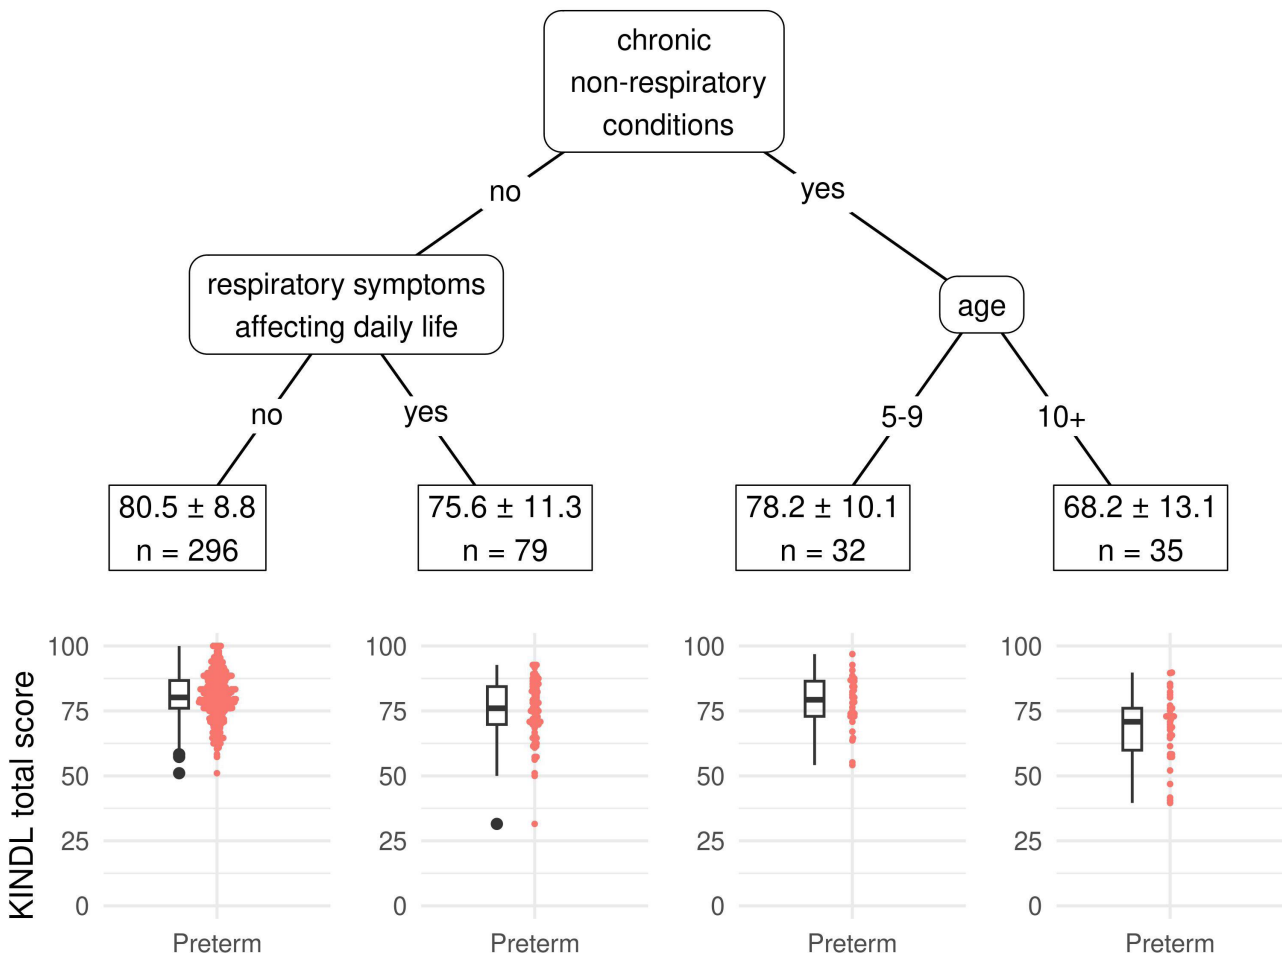 chronic
non-respiratory
conditions
no
yes
respiratory symptoms
affecting daily life
age
no
yes
5-9
10+
80.5 ± 8.8
n = 296
75.6 ± 11.3
n = 79
78.2 ± 10.1
n = 32
68.2 ± 13.1
n = 35
KINDL total score
100
75
50
25
0
Preterm
100
75
50
25
0
Preterm
100
75
50
25
0
Preterm
100
75
50
25
0
Preterm